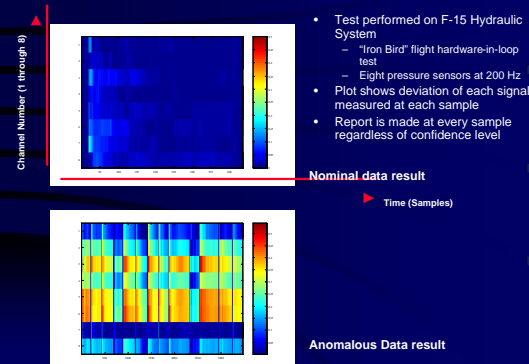 Channel Number (1 through 8)
• Test performed on F-15 Hydraulic
System
– “Iron Bird” flight hardware-in-loop
test
– Eight pressure sensors at 200 Hz
• Plot shows deviation of each signal
measured at each sample
• Report is made at every sample
regardless of confidence level
Nominal data result
Time (Samples)
Anomalous Data result